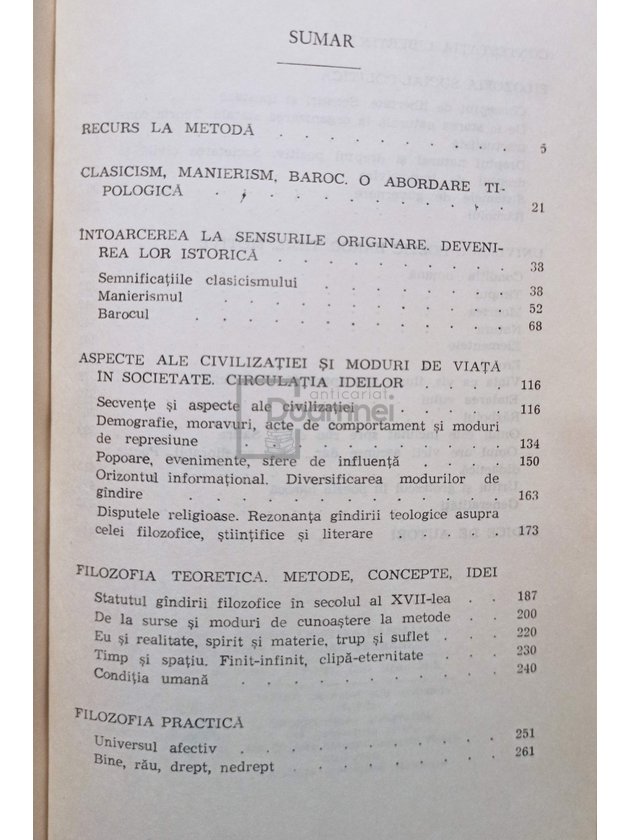 SUMAR
RECURS LA METODĂ . . . . . . . . . 5
CLASICISM, MANIERISM, BAROC. O ABORDARE TI-
POLOGICĂ . . . . . . . . . . . 21
ÎNTOARCEREA LA SENSURILE ORIGINARE. DEVENI-
REA LOR ISTORICĂ . . . . . . . . . 38
Semnificațiile clasicismului . . . . . . . 38
Manierismul . . . . . . . . . . . 52
Barocul . . . . . . . . . . . . 68
ASPECTE ALE CIVILIZAȚIEI ȘI MODURI DE VIAȚĂ
ÎN SOCIETATE. CIRCULAȚIA IDEILOR . . . . 116
Secvențe și aspecte ale civilizației . . . . . 116
Demografie, moravuri, acte de comportament și moduri
de represiune . . . . . . . . . . 134
Popoare, evenimente, sfere de influență . . . . 150
Orizontul informațional. Diversificarea modurilor de
gîndire . . . . . . . . . . . . 163
Disputele religioase. Rezonanța gîndirii teologice asupra
celei filozofice, științifice și literare . . . . 173
FILOZOFIA TEORETICĂ. METODE, CONCEPTE, IDEI
Statutul gîndirii filozofice în secolul al XVII-lea . . 187
De la surse și moduri de cunoaștere la metode . . 200
Eu și realitate, spirit și materie, trup și suflet . . . 220
Timp și spațiu. Finit-infinit, clipă-eternitate . . . 230
Condiția umană . . . . . . . . . . 240
FILOZOFIA PRACTICĂ
Universul afectiv . . . . . . . . . . 251
Bine, rău, drept, nedrept . . . . . . . . 261
anticariat
Doamnei